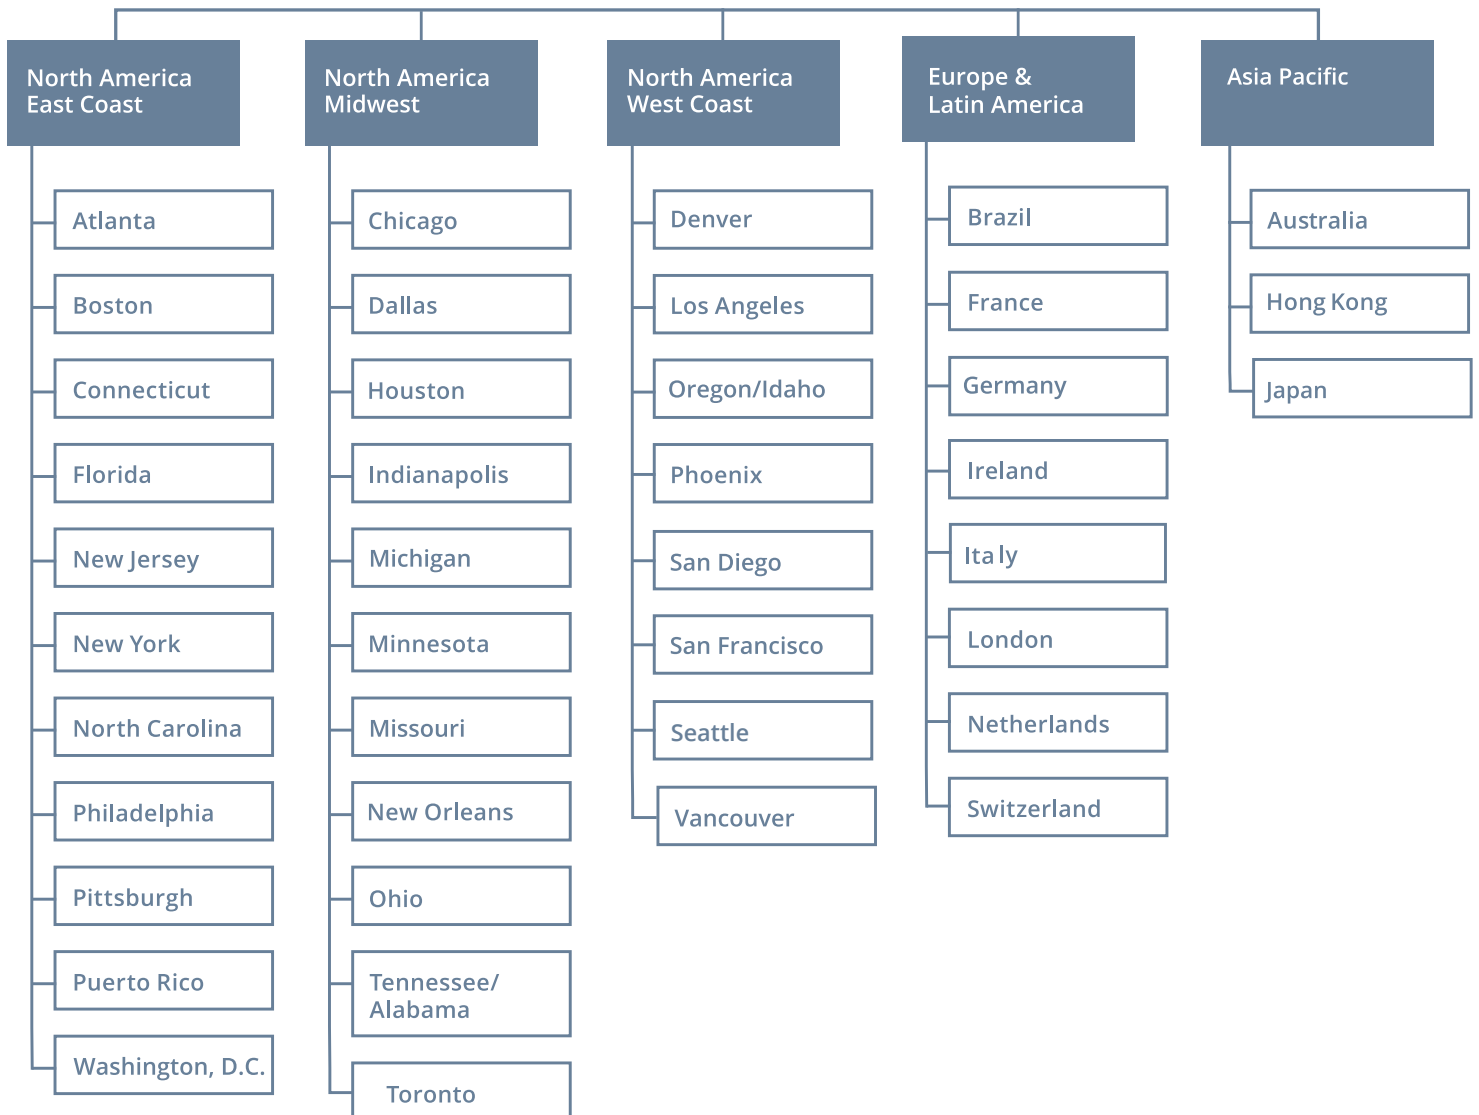 North America
East Coast
Atlanta
Boston
Connecticut
Florida
New Jersey
New York
North Carolina
Philadelphia
Pittsburgh
Puerto Rico
Washington, D.C.
North America
Midwest
Chicago
Dallas
Houston
Indianapolis
Michigan
Minnesota
Missouri
New Orleans
Ohio
Tennessee/
Alabama
Toronto
North America
West Coast
Denver
Los Angeles
Oregon/Idaho
Phoenix
San Diego
San Francisco
Seattle
Vancouver
Europe &
Latin America
Brazil
France
Germany
Ireland
Italy
London
Netherlands
Switzerland
Asia Pacific
Australia
Hong Kong
Japan